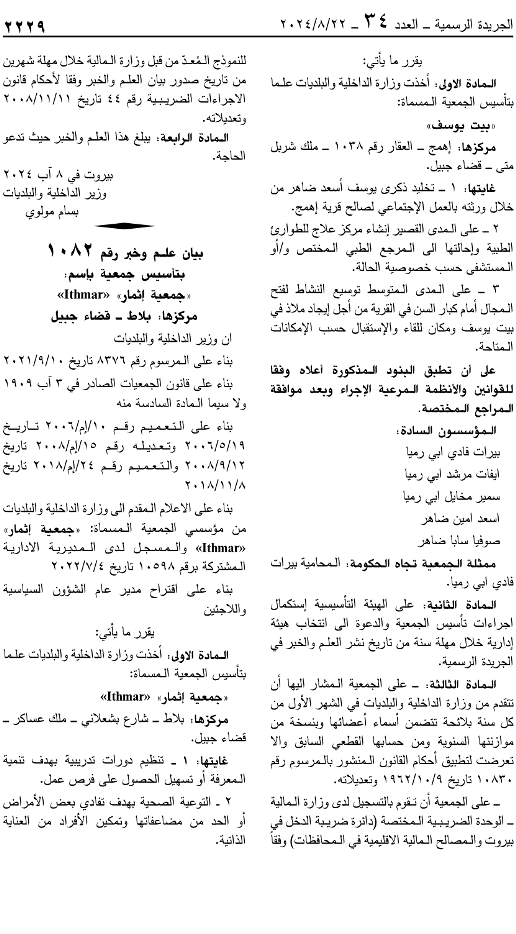 الجريدة الرسمية ــ العدد ٣٤ ــ ٢٠٢٤/٨/٢٢
٢٢٢٩
يقرر ما يأتي:
المادة الاولى: أخذت وزارة الداخلية والبلديات علما
بتأسيس الجمعية المسماة:
«بيت يوسف»
مركزها: إهمج ــ العقار رقم ١٠٣٨ ــ ملك شربل
متى ــ قضاء جبيل.
غايتها: ١ ــ تخليد ذكرى يوسف أسعد ضاهر من
خلال ورثته بالعمل الإجتماعي لصالح قرية إهمج.
٢ ــ على المدى القصير إنشاء مركز علاج للطوارئ
الطبية وإحالتها الى المرجع الطبي المختص و/أو
المستشفى حسب خصوصية الحالة.
٣ ــ على المدى المتوسط توسيع النشاط لفتح
المجال أمام كبار السن في القرية من أجل إيجاد ملاذ في
بيت يوسف ومكان للقاء والإستقبال حسب الإمكانات
المتاحة.
على أن تطبق البنود المذكورة أعلاه وفقا
للقوانين والأنظمة المرعية الإجراء وبعد موافقة
المراجع المختصة.
المؤسسون السادة:
بيرات فادي ابي رميا
ايفات مرشد ابي رميا
سمير مخايل ابي رميا
اسعد امين ضاهر
صوفيا سابا ضاهر
ممثلة الجمعية تجاه الحكومة: المحامية بيرات
فادي ابي رميا.
المادة الثانية: على الهيئة التأسيسية إستكمال
اجراءات تأسيس الجمعية والدعوة الى انتخاب هيئة
إدارية خلال مهلة سنة من تاريخ نشر العلم والخبر في
الجريدة الرسمية.
المادة الثالثة: ــ على الجمعية المشار اليها أن
تتقدم من وزارة الداخلية والبلديات في الشهر الأول من
كل سنة بلائحة تتضمن أسماء أعضائها وبنسخة من
موازنتها السنوية ومن حسابها القطعي السابق والا
تعرضت لتطبيق أحكام القانون المنشور بالمرسوم رقم
١٠٨٣٠ تاريخ ١٩٦٢/١٠/٩ وتعديلاته.
ــ على الجمعية أن تقوم بالتسجيل لدى وزارة المالية
ــ الوحدة الضريبية المختصة (دائرة ضريبة الدخل في
بيروت والمصالح المالية الاقليمية في المحافظات) وفقاً
للنموذج المُعدّ من قبل وزارة المالية خلال مهلة شهرين
من تاريخ صدور بيان العلم والخبر وفقا لأحكام قانون
الاجراءات الضريبية رقم ٤٤ تاريخ ٢٠٠٨/١١/١١
وتعديلاته.
المادة الرابعة: يبلغ هذا العلم والخبر حيث تدعو
الحاجة.
بيروت في ٨ آب ٢٠٢٤
وزير الداخلية والبلديات
بسام مولوي
بيان علم وخبر رقم ١٠٨٢
بتاسيس جمعية بإسم:
«جمعية إثمار» «Ithmar»
مركزها: بلاط ــ قضاء جبيل
ان وزير الداخلية والبلديات
بناء على المرسوم رقم ٨٣٧٦ تاريخ ٢٠٢١/٩/١٠
بناء على قانون الجمعيات الصادر في ٣ آب ١٩٠٩
ولا سيما المادة السادسة منه
بناء على التعميم رقم ١٠/إم/٢٠٠٦ تاريخ
٢٠٠٦/٥/١٩ وتعديله رقم ١٥/إم/٢٠٠٨ تاريخ
٢٠٠٨/٩/١٢ والتعميم رقم ٢٤/إم/٢٠١٨ تاريخ
٢٠١٨/١١/٨
بناء على الاعلام المقدم الى وزارة الداخلية والبلديات
من مؤسسي الجمعية المسماة: «جمعية إثمار»
«Ithmar» والمسجل لدى المديرية الادارية
المشتركة برقم ١٠٥٩٨ تاريخ ٢٠٢٢/٧/٤
بناء على اقتراح مدير عام الشؤون السياسية
واللاجئين
يقرر ما يأتي:
المادة الاولى: أخذت وزارة الداخلية والبلديات علما
بتأسيس الجمعية المسماة:
«جمعية إثمار» «Ithmar»
مركزها: بلاط ــ شارع بشعلاني ــ ملك عساكر ــ
قضاء جبيل.
غايتها: ١ ــ تنظيم دورات تدريبية بهدف تنمية
المعرفة أو تسهيل الحصول على فرص عمل.
٢ ــ التوعية الصحية بهدف تفادي بعض الأمراض
أو الحد من مضاعفاتها وتمكين الأفراد من العناية
الذاتية.